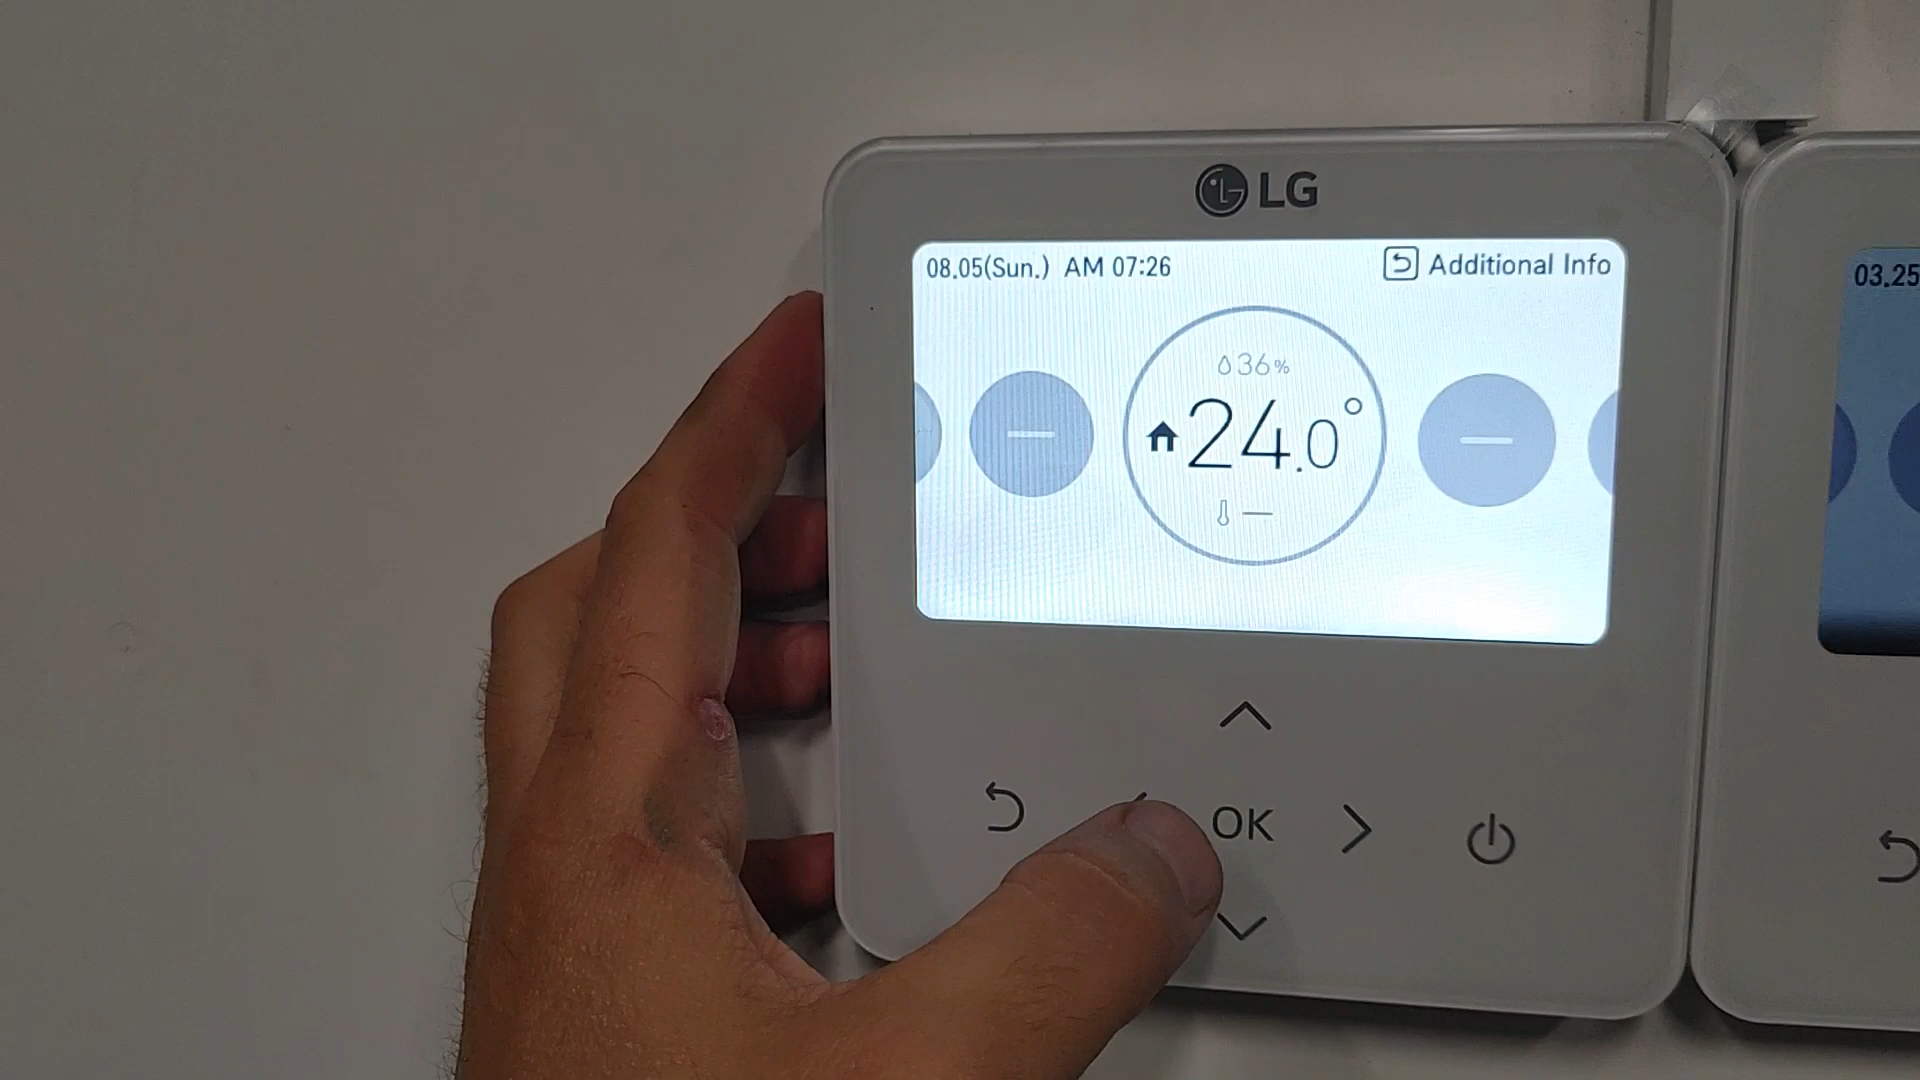 LG
08.05(Sun.) AM 07:26
Additional Info
36%
24.0°
OK
03.25